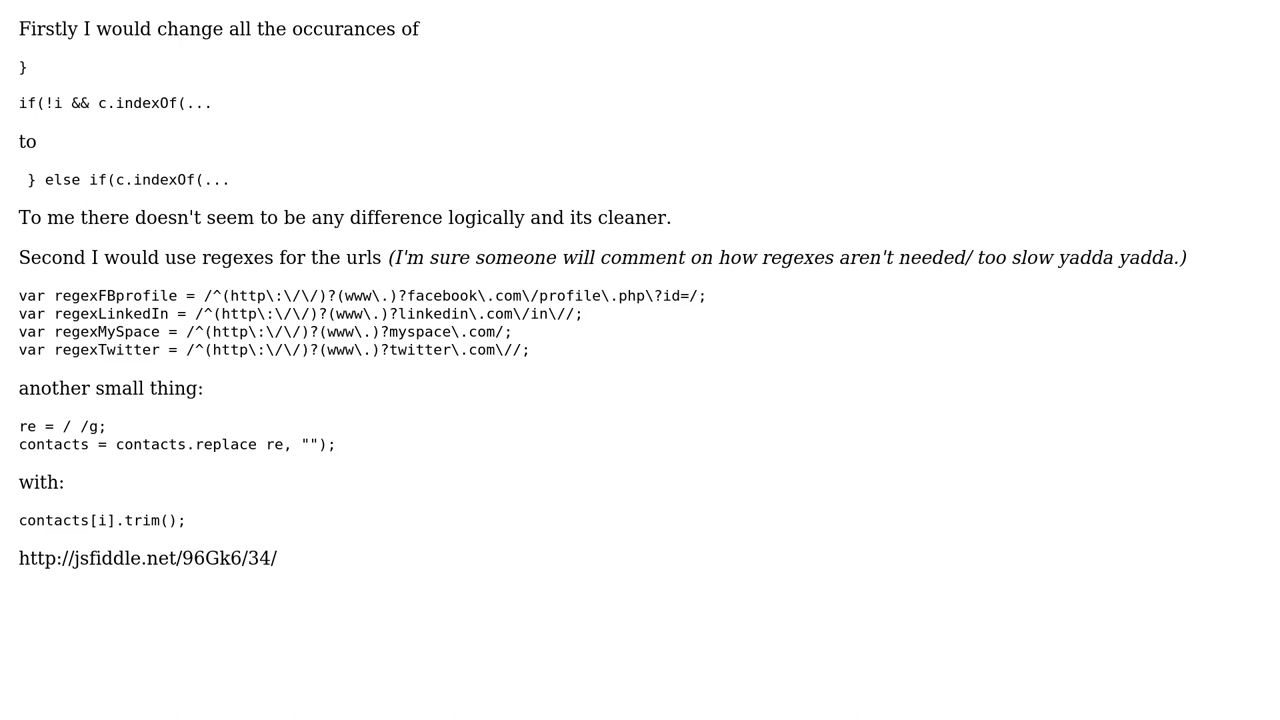 Firstly I would change all the occurances of
}
if(!i && c.indexOf(...
to
 } else if(c.indexOf(...
To me there doesn't seem to be any difference logically and its cleaner.
Second I would use regexes for the urls (I'm sure someone will comment on how regexes aren't needed/ too slow yadda yadda.)
var regexFBprofile = /^(http\:\/\/)?(www\.)?facebook\.com\/profile\.php\?id=/;
var regexLinkedIn = /^(http\:\/\/)?(www\.)?linkedin\.com\/in\//;
var regexMySpace = /^(http\:\/\/)?(www\.)?myspace\.com/;
var regexTwitter = /^(http\:\/\/)?(www\.)?twitter\.com\//;
another small thing:
re = / /g;
contacts = contacts.replace re, "");
with:
contacts[i].trim();
http://jsfiddle.net/96Gk6/34/